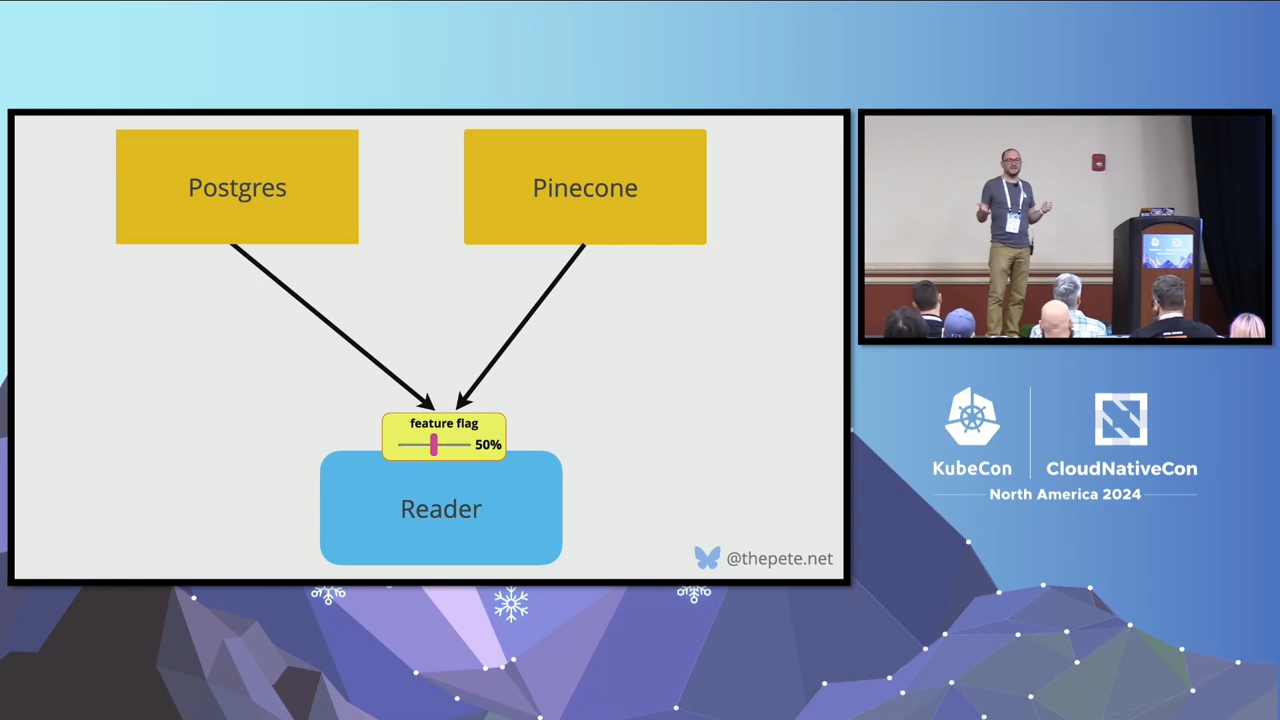 Postgres
Pinecone
feature flag
50%
Reader
@thepete.net
KubeCon
CloudNativeCon
North America 2024